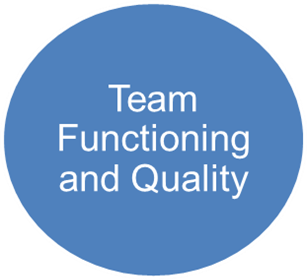 Team
Functioning
and Quality